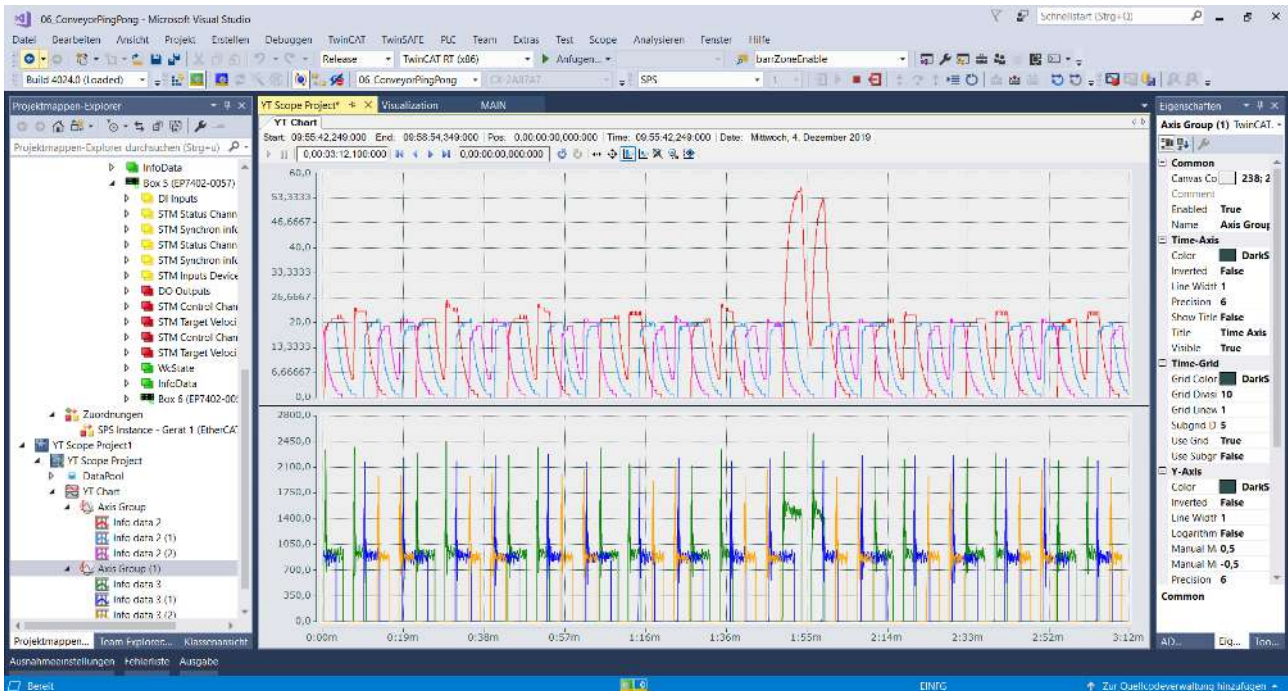 06_ConveyorPingPong - Microsoft Visual Studio
Schnellstart (Strg+Ü)
Datei Bearbeiten Ansicht Projekt Erstellen Debuggen TwinCAT TwinSAFE PLC Team Extras Test Scope Analysieren Fenster Hilfe
Release TwinCAT RT (x86) Anfügen... barrZoneEnable
Build 4024.0 (Loaded) 06_ConveyorPingPong CX-2A87A7 SPS 1
Projektmappen-Explorer
Projektmappen-Explorer durchsuchen (Strg+ü)
InfoData
Box 5 (EP7402-0057)
DI Inputs
STM Status Chann
STM Synchron info
STM Status Chann
STM Synchron info
STM Inputs Device
DO Outputs
STM Control Chan
STM Target Veloci
STM Control Chan
STM Target Veloci
WcState
InfoData
Box 6 (EP7402-00
Zuordnungen
SPS Instance - Gerät 1 (EtherCA
YT Scope Project1
YT Scope Project
DataPool
YT Chart
Axis Group
Info data 2
Info data 2 (1)
Info data 2 (2)
Axis Group (1)
Info data 3
Info data 3 (1)
Info data 3 (2)
Projektmappen... Team Explorer... Klassenansicht
YT Scope Project* Visualization MAIN
YT Chart
Start: 09:55:42,249:000 End: 09:58:54,349:000 Pos: 0.00:00:00,000:000 Time: 09:55:42,249:000 Date: Mittwoch, 4. Dezember 2019
0,00:03:12,100:000 0,00:00:00,000:000
60,0
53,3333
46,6667
40,0
33,3333
26,6667
20,0
13,3333
6,66667
0,0
2800,0
2450,0
2100,0
1750,0
1400,0
1050,0
700,0
350,0
0,0
0:00m 0:19m 0:38m 0:57m 1:16m 1:36m 1:55m 2:14m 2:33m 2:52m 3:12m
Eigenschaften
Axis Group (1) TwinCAT.
Common
Canvas Co 238; 2
Comment
Enabled True
Name Axis Group
Time-Axis
Color DarkS
Inverted False
Line Width 1
Precision 6
Show Title False
Title Time Axis
Visible True
Time-Grid
Grid Color DarkS
Grid Divisi 10
Grid Linew 1
Subgrid D 5
Use Grid True
Use Subgr False
Y-Axis
Color DarkS
Inverted False
Line Width 1
Logarithm False
Manual M 0,5
Manual M -0,5
Precision 6
Common
AD... Eig... Too...
Ausnahmeeinstellungen Fehlerliste Ausgabe
Bereit EINFG Zur Quellcodeverwaltung hinzufügen